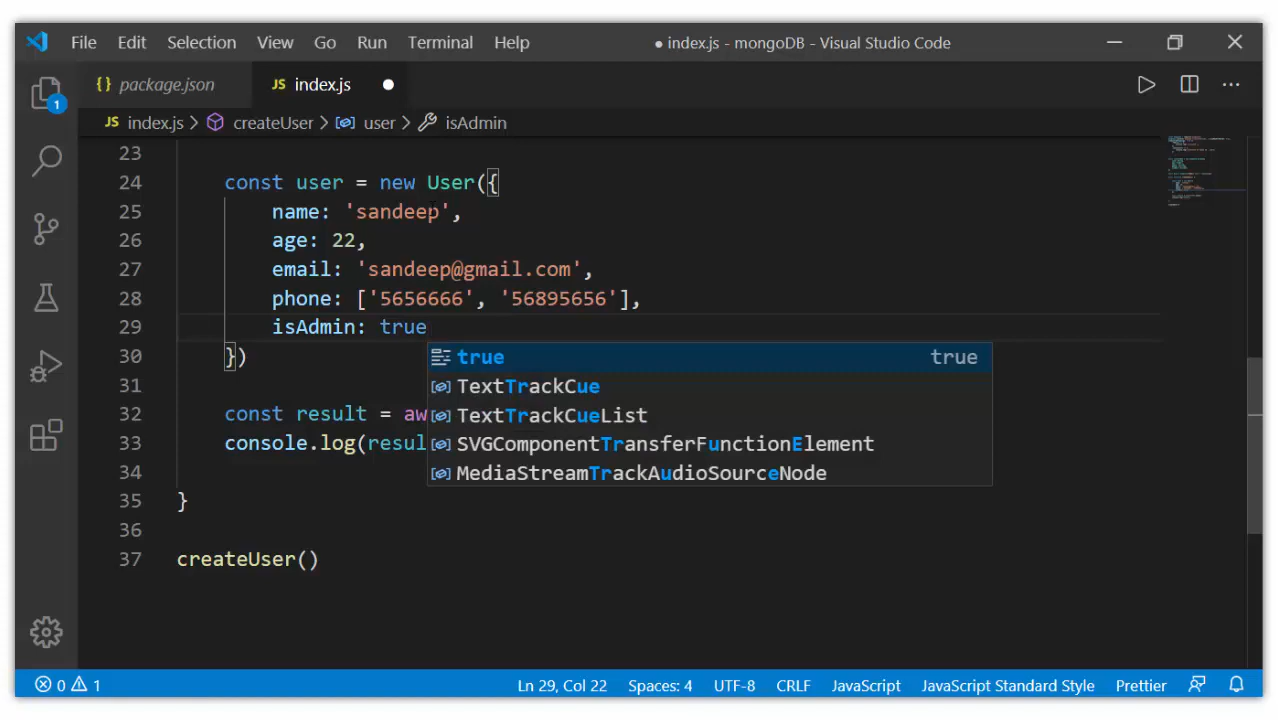 File Edit Selection View Go Run Terminal Help ● index.js - mongoDB - Visual Studio Code
{ } package.json JS index.js ●
1
JS index.js > createUser > user > isAdmin
23
24 const user = new User({
25 name: 'sandeep',
26 age: 22,
27 email: 'sandeep@gmail.com',
28 phone: ['5656666', '56895656'],
29 isAdmin: true
30 })
true true
31 TextTrackCue
32 const result = aw
TextTrackCueList
33 console.log(resul
SVGComponentTransferFunctionElement
34 MediaStreamTrackAudioSourceNode
35 }
36
37 createUser()
0 1 Ln 29, Col 22 Spaces: 4 UTF-8 CRLF JavaScript JavaScript Standard Style Prettier